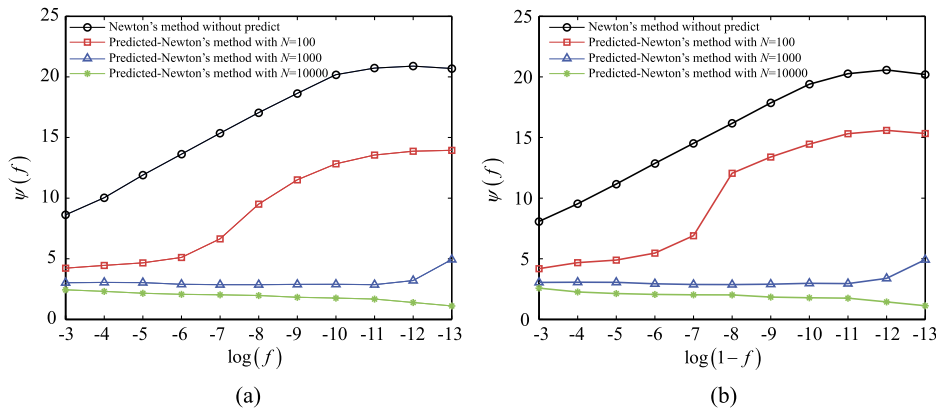 25
20
15
10
5
0
ψ(f)
Newton's method without predict
Predicted-Newton's method with N=100
Predicted-Newton's method with N=1000
Predicted-Newton's method with N=10000
-3 -4 -5 -6 -7 -8 -9 -10 -11 -12 -13
log(f)
(a)
25
20
15
10
5
0
ψ(f)
Newton's method without predict
Predicted-Newton's method with N=100
Predicted-Newton's method with N=1000
Predicted-Newton's method with N=10000
-3 -4 -5 -6 -7 -8 -9 -10 -11 -12 -13
log(1−f)
(b)